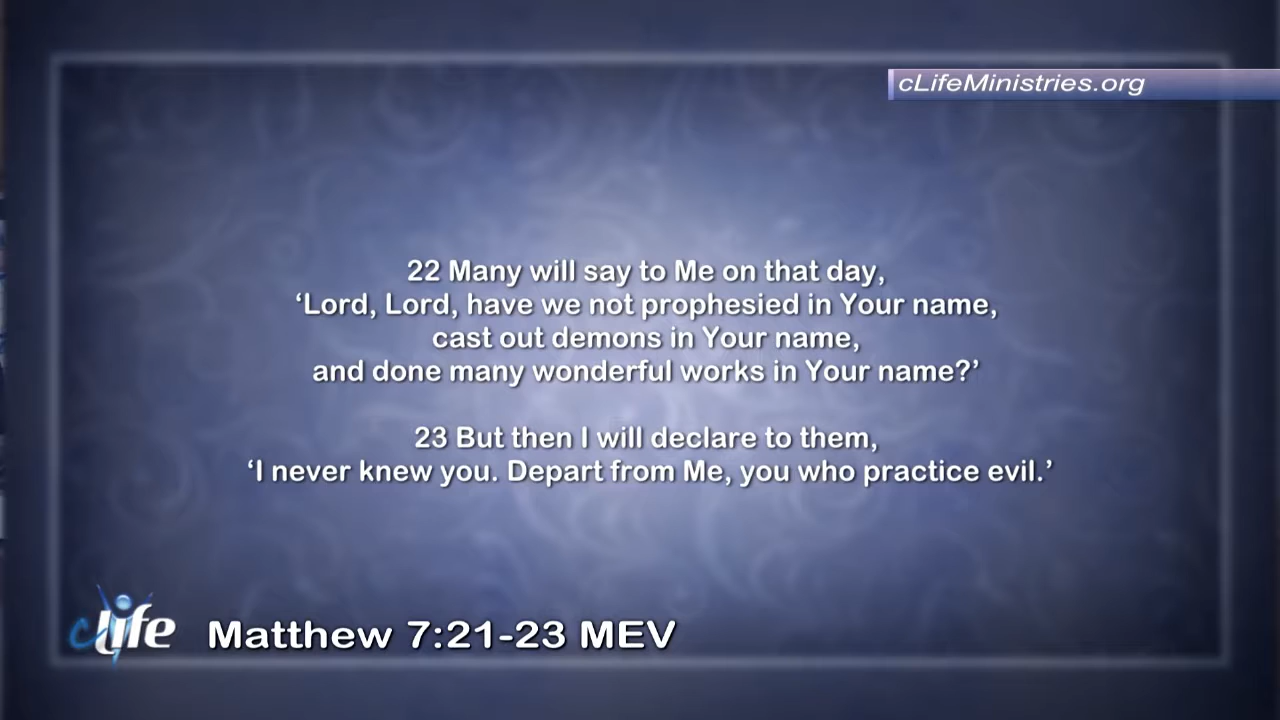 cLifeMinistries.org
22 Many will say to Me on that day,
‘Lord, Lord, have we not prophesied in Your name,
cast out demons in Your name,
and done many wonderful works in Your name?’
23 But then I will declare to them,
‘I never knew you. Depart from Me, you who practice evil.’
cLife
Matthew 7:21-23 MEV